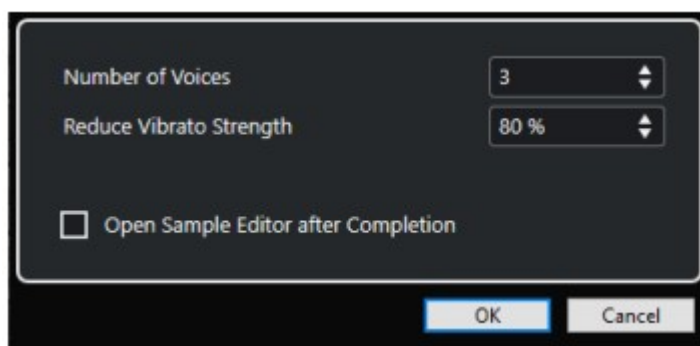 Number of Voices 3
Reduce Vibrato Strength 80 %
Open Sample Editor after Completion
OK Cancel